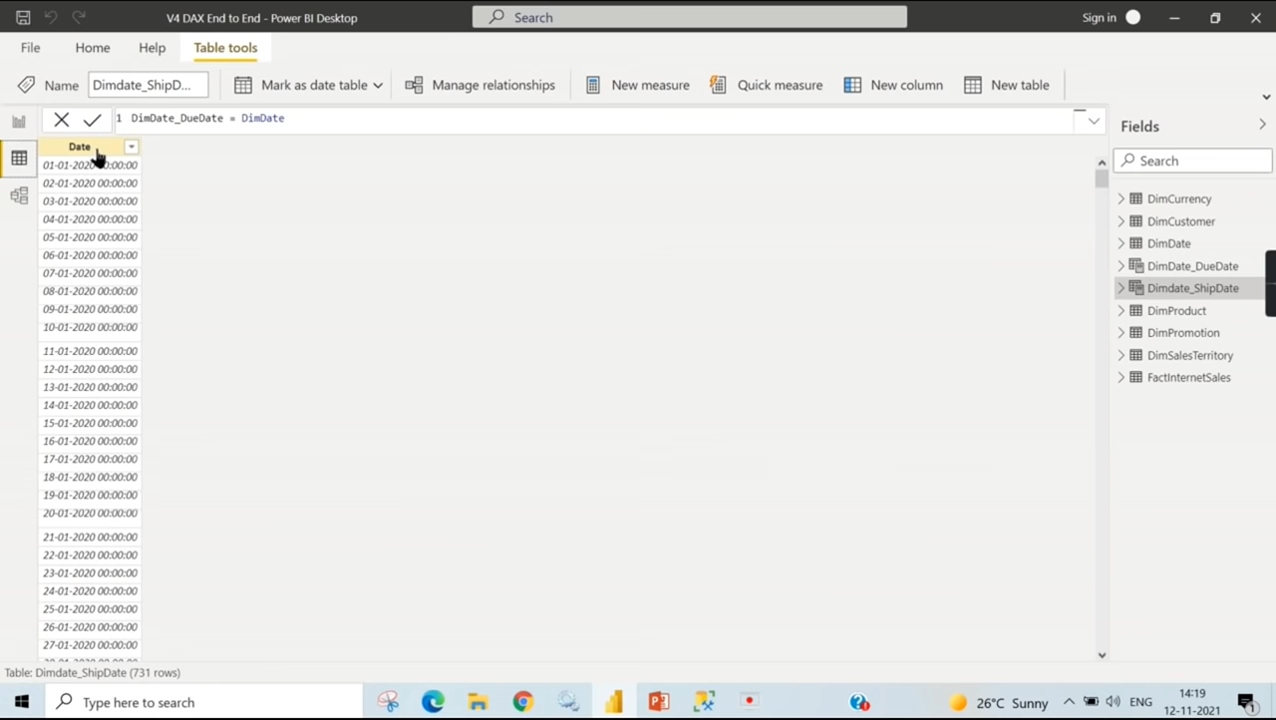 V4 DAX End to End - Power BI Desktop
Search
Sign in
File
Home
Help
Table tools
Name
Dimdate_ShipD...
Mark as date table
Manage relationships
New measure
Quick measure
New column
New table
1 DimDate_DueDate = DimDate
Date
01-01-2020 00:00:00
02-01-2020 00:00:00
03-01-2020 00:00:00
04-01-2020 00:00:00
05-01-2020 00:00:00
06-01-2020 00:00:00
07-01-2020 00:00:00
08-01-2020 00:00:00
09-01-2020 00:00:00
10-01-2020 00:00:00
11-01-2020 00:00:00
12-01-2020 00:00:00
13-01-2020 00:00:00
14-01-2020 00:00:00
15-01-2020 00:00:00
16-01-2020 00:00:00
17-01-2020 00:00:00
18-01-2020 00:00:00
19-01-2020 00:00:00
20-01-2020 00:00:00
21-01-2020 00:00:00
22-01-2020 00:00:00
23-01-2020 00:00:00
24-01-2020 00:00:00
25-01-2020 00:00:00
26-01-2020 00:00:00
27-01-2020 00:00:00
Fields
Search
DimCurrency
DimCustomer
DimDate
DimDate_DueDate
Dimdate_ShipDate
DimProduct
DimPromotion
DimSalesTerritory
FactInternetSales
Table: Dimdate_ShipDate (731 rows)
Type here to search
26°C Sunny
ENG
14:19
12-11-2021
1